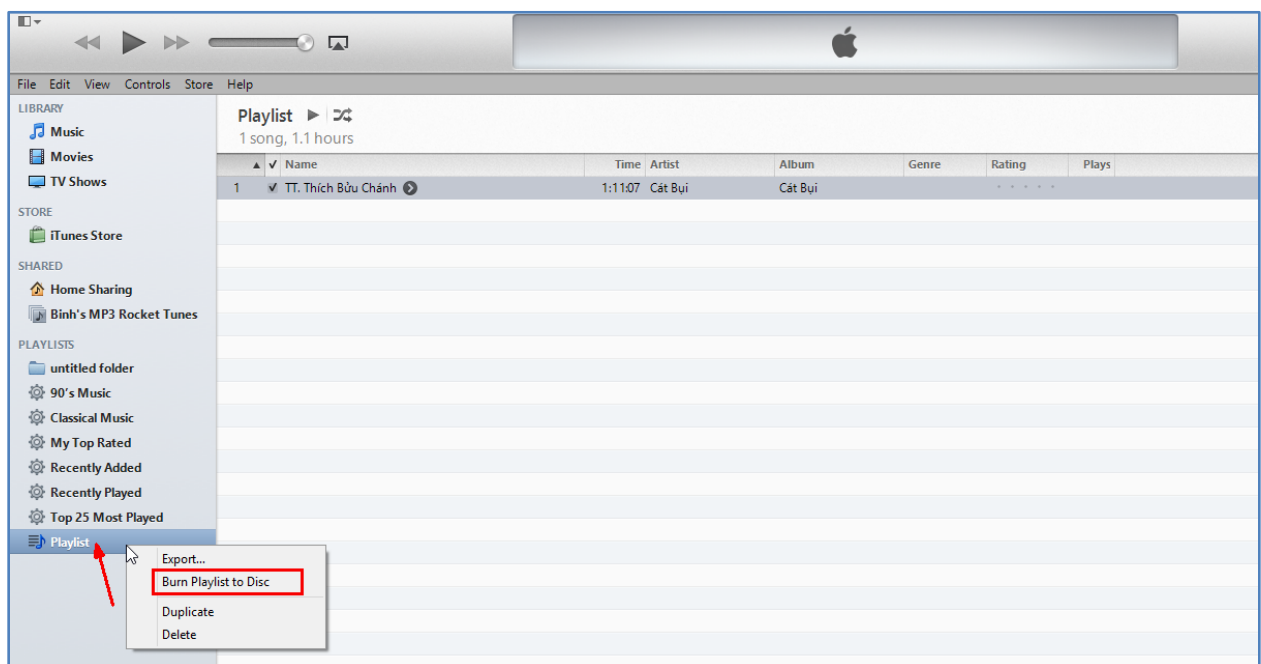 File Edit View Controls Store Help
LIBRARY
Music
Movies
TV Shows
STORE
iTunes Store
SHARED
Home Sharing
Binh's MP3 Rocket Tunes
PLAYLISTS
untitled folder
90's Music
Classical Music
My Top Rated
Recently Added
Recently Played
Top 25 Most Played
Playlist
Playlist
1 song, 1.1 hours
Name Time Artist Album Genre Rating Plays
1 TT. Thích Bửu Chánh 1:11:07 Cát Bụi Cát Bụi
Export...
Burn Playlist to Disc
Duplicate
Delete